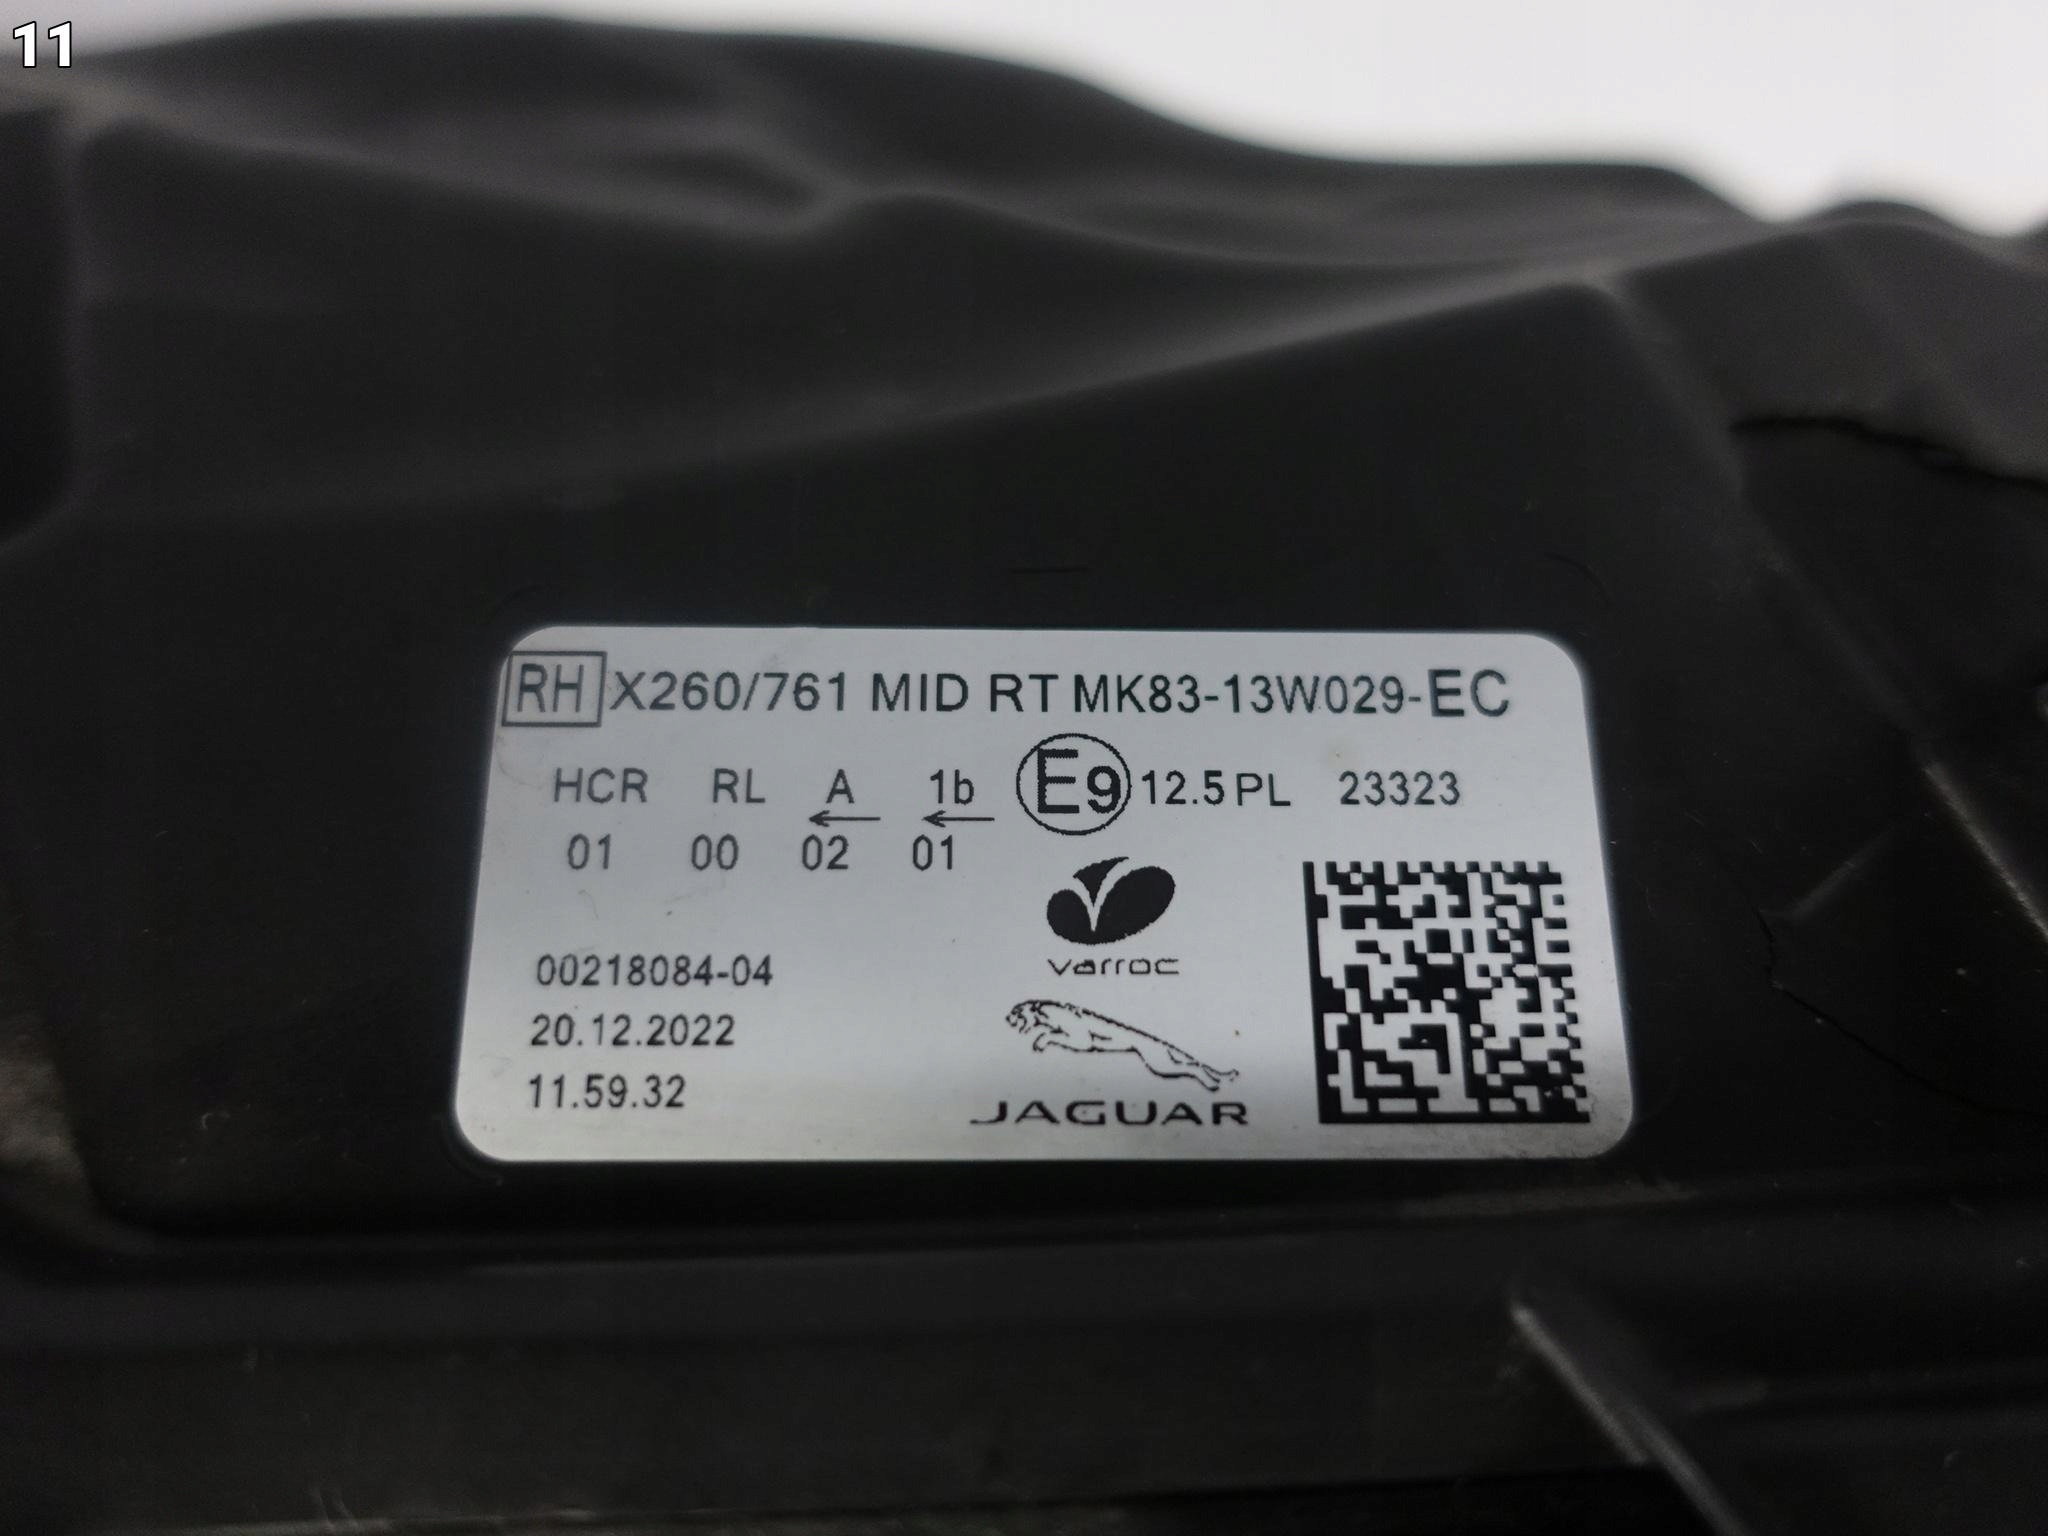 11
RH X260/761 MID RT MK83-13W029-EC
HCR RL A 1b E9 12.5 PL 23323
← ←
01 00 02 01
varroc
00218084-04
20.12.2022
11.59.32
JAGUAR